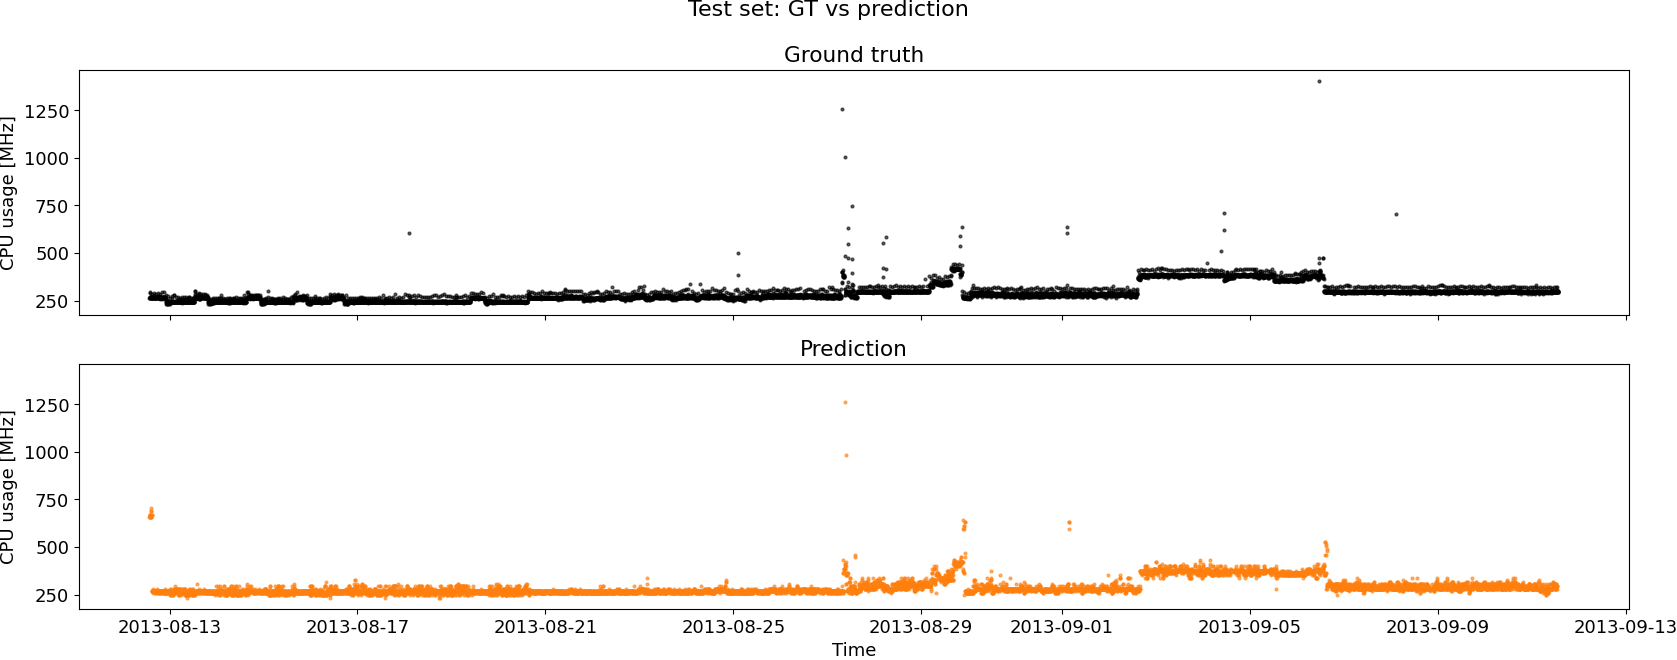 Test set: GT vs prediction
Ground truth
CPU usage [MHz]
1250
1000
750
500
250
Prediction
CPU usage [MHz]
1250
1000
750
500
250
2013-08-13 2013-08-17 2013-08-21 2013-08-25 2013-08-29 2013-09-01 2013-09-05 2013-09-09 2013-09-13
Time